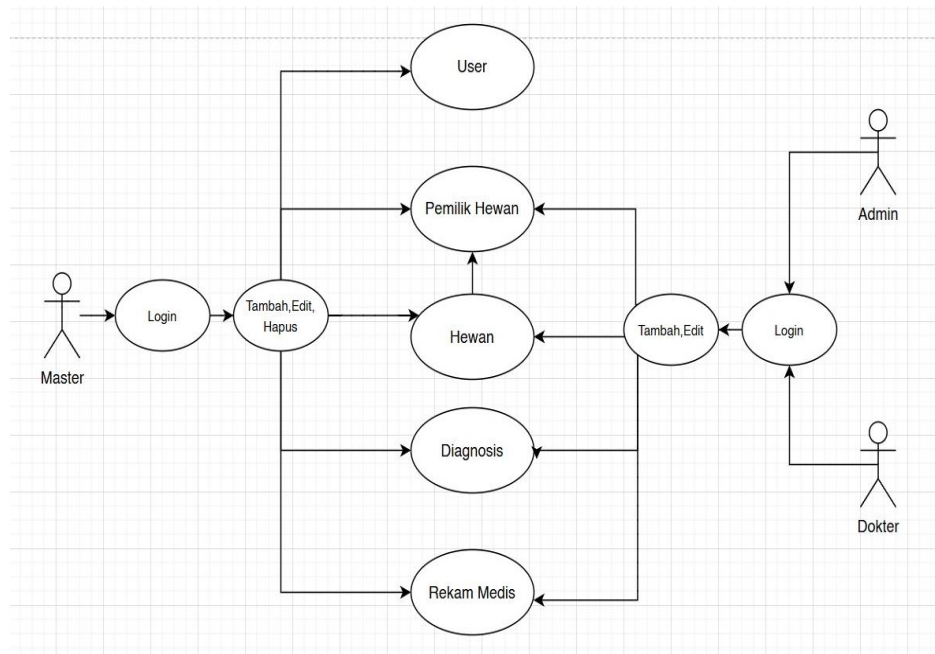 User
Pemilik Hewan
Admin
Login
Tambah,Edit,
Hapus
Hewan
Tambah,Edit
Login
Master
Diagnosis
Dokter
Rekam Medis